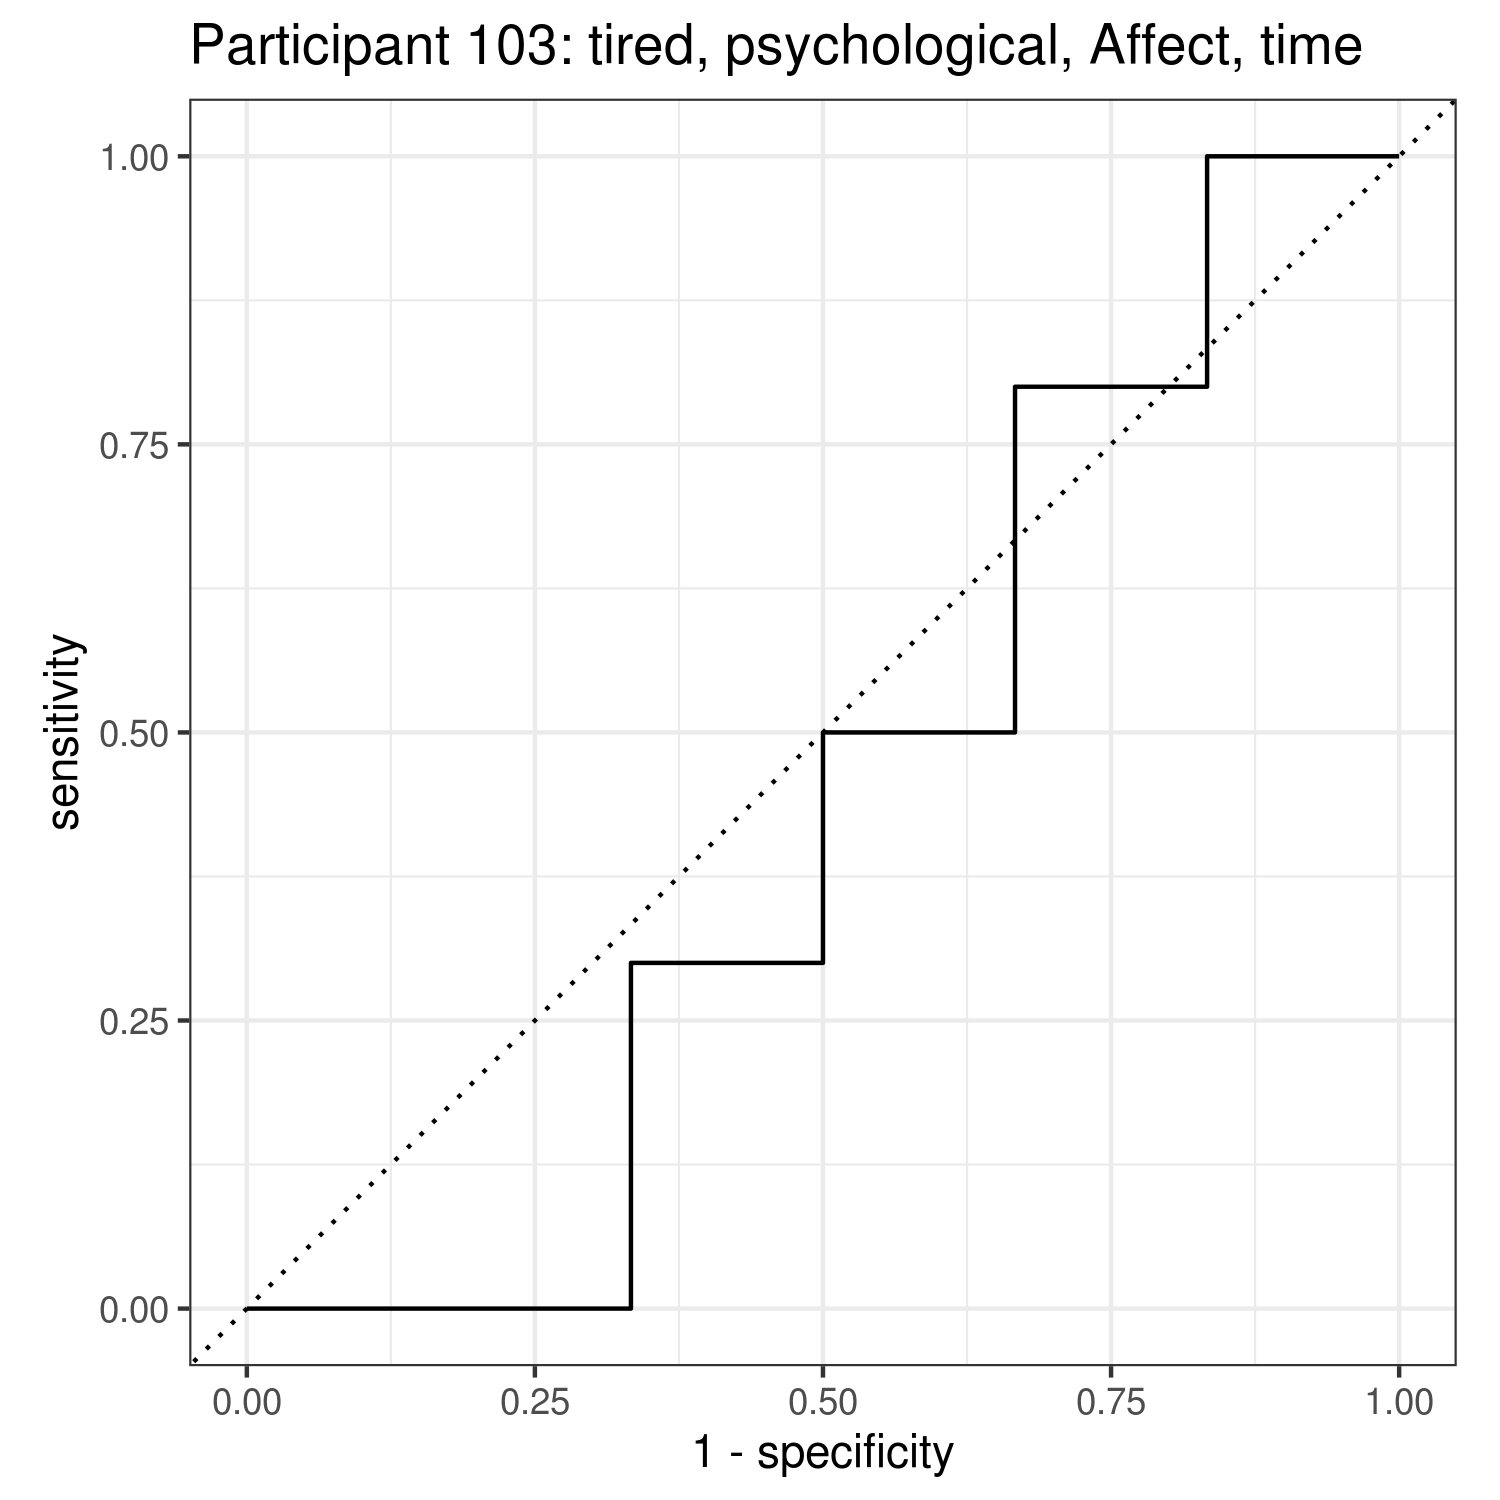 Participant 103: tired, psychological, Affect, time
1.00
0.75
0.50
0.25
0.00
sensitivity
0.00 0.25 0.50 0.75 1.00
1 - specificity